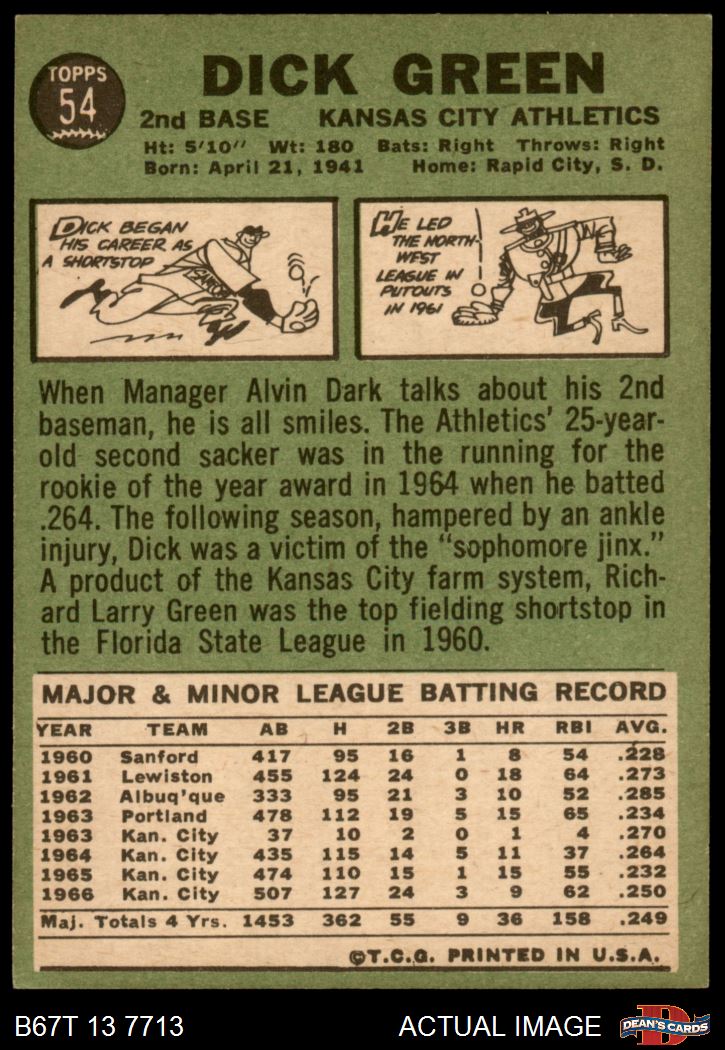 TOPPS
54
DICK GREEN
2nd BASE KANSAS CITY ATHLETICS
Ht: 5'10" Wt: 180 Bats: Right Throws: Right
Born: April 21, 1941 Home: Rapid City, S. D.
DICK BEGAN
HIS CAREER AS
A SHORTSTOP
HE LED
THE NORTH-
WEST
LEAGUE IN
PUTOUTS
IN 1961
When Manager Alvin Dark talks about his 2nd
baseman, he is all smiles. The Athletics' 25-year-
old second sacker was in the running for the
rookie of the year award in 1964 when he batted
.264. The following season, hampered by an ankle
injury, Dick was a victim of the "sophomore jinx."
A product of the Kansas City farm system, Rich-
ard Larry Green was the top fielding shortstop in
the Florida State League in 1960.
MAJOR & MINOR LEAGUE BATTING RECORD
YEAR TEAM AB H 2B 3B HR RBI AVG.
1960 Sanford 417 95 16 1 8 54 .228
1961 Lewiston 455 124 24 0 18 64 .273
1962 Albuq'que 333 95 21 3 10 52 .285
1963 Portland 478 112 19 5 15 65 .234
1963 Kan. City 37 10 2 0 1 4 .270
1964 Kan. City 435 115 14 5 11 37 .264
1965 Kan. City 474 110 15 1 15 55 .232
1966 Kan. City 507 127 24 3 9 62 .250
Maj. Totals 4 Yrs. 1453 362 55 9 36 158 .249
©T.C.G. PRINTED IN U.S.A.
B67T 13 7713 ACTUAL IMAGE
DEAN'S CARDS